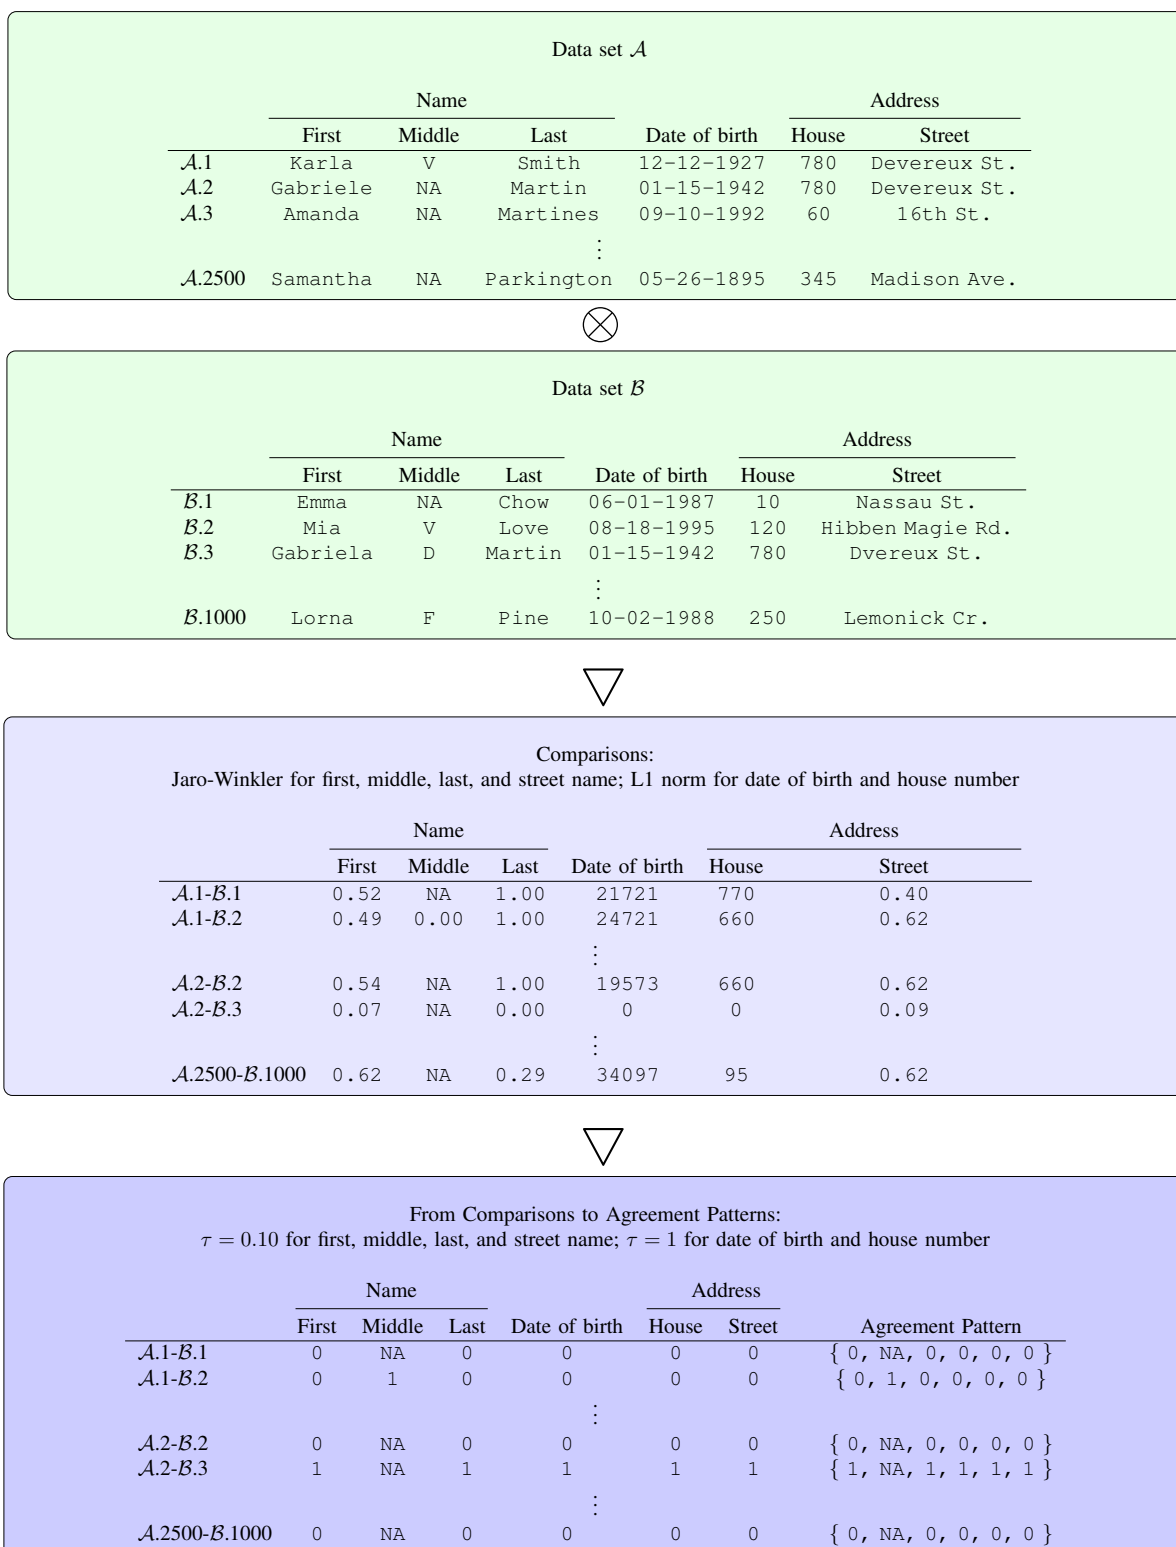 Data set 𝒜
Name Address
First Middle Last Date of birth House Street
𝒜.1 Karla V Smith 12-12-1927 780 Devereux St.
𝒜.2 Gabriele NA Martin 01-15-1942 780 Devereux St.
𝒜.3 Amanda NA Martines 09-10-1992 60 16th St.
⋮
𝒜.2500 Samantha NA Parkington 05-26-1895 345 Madison Ave.
⊗
Data set ℬ
Name Address
First Middle Last Date of birth House Street
ℬ.1 Emma NA Chow 06-01-1987 10 Nassau St.
ℬ.2 Mia V Love 08-18-1995 120 Hibben Magie Rd.
ℬ.3 Gabriela D Martin 01-15-1942 780 Dvereux St.
⋮
ℬ.1000 Lorna F Pine 10-02-1988 250 Lemonick Cr.
▽
Comparisons:
Jaro-Winkler for first, middle, last, and street name; L1 norm for date of birth and house number
Name Address
First Middle Last Date of birth House Street
𝒜.1-ℬ.1 0.52 NA 1.00 21721 770 0.40
𝒜.1-ℬ.2 0.49 0.00 1.00 24721 660 0.62
⋮
𝒜.2-ℬ.2 0.54 NA 1.00 19573 660 0.62
𝒜.2-ℬ.3 0.07 NA 0.00 0 0 0.09
⋮
𝒜.2500-ℬ.1000 0.62 NA 0.29 34097 95 0.62
▽
From Comparisons to Agreement Patterns:
τ = 0.10 for first, middle, last, and street name; τ = 1 for date of birth and house number
Name Address
First Middle Last Date of birth House Street Agreement Pattern
𝒜.1-ℬ.1 0 NA 0 0 0 0 { 0, NA, 0, 0, 0, 0 }
𝒜.1-ℬ.2 0 1 0 0 0 0 { 0, 1, 0, 0, 0, 0 }
⋮
𝒜.2-ℬ.2 0 NA 0 0 0 0 { 0, NA, 0, 0, 0, 0 }
𝒜.2-ℬ.3 1 NA 1 1 1 1 { 1, NA, 1, 1, 1, 1 }
⋮
𝒜.2500-ℬ.1000 0 NA 0 0 0 0 { 0, NA, 0, 0, 0, 0 }